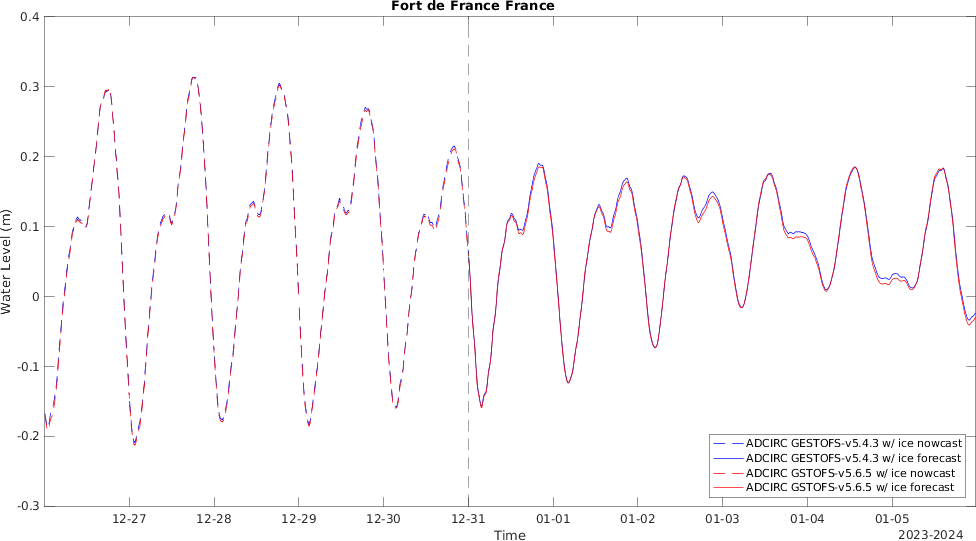 Fort de France France
0.4
0.3
0.2
0.1
0
-0.1
-0.2
-0.3
Water Level (m)
12-27 12-28 12-29 12-30 12-31 01-01 01-02 01-03 01-04 01-05
Time
2023-2024
ADCIRC GESTOFS-v5.4.3 w/ ice nowcast
ADCIRC GESTOFS-v5.4.3 w/ ice forecast
ADCIRC GSTOFS-v5.6.5 w/ ice nowcast
ADCIRC GSTOFS-v5.6.5 w/ ice forecast